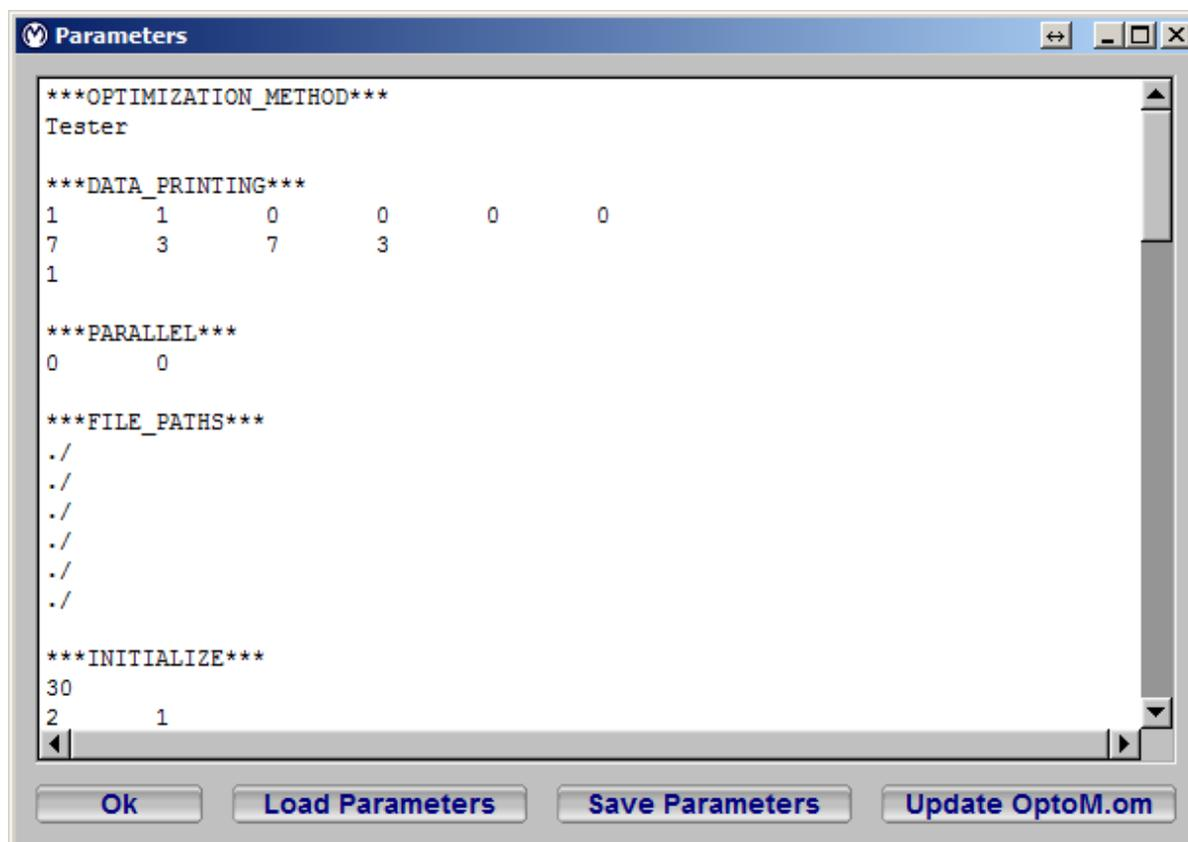 Parameters
***OPTIMIZATION_METHOD***
Tester
***DATA_PRINTING***
1 1 0 0 0 0
7 3 7 3
1
***PARALLEL***
0 0
***FILE_PATHS***
./
./
./
./
./
./
***INITIALIZE***
30
2 1
Ok Load Parameters Save Parameters Update OptoM.om